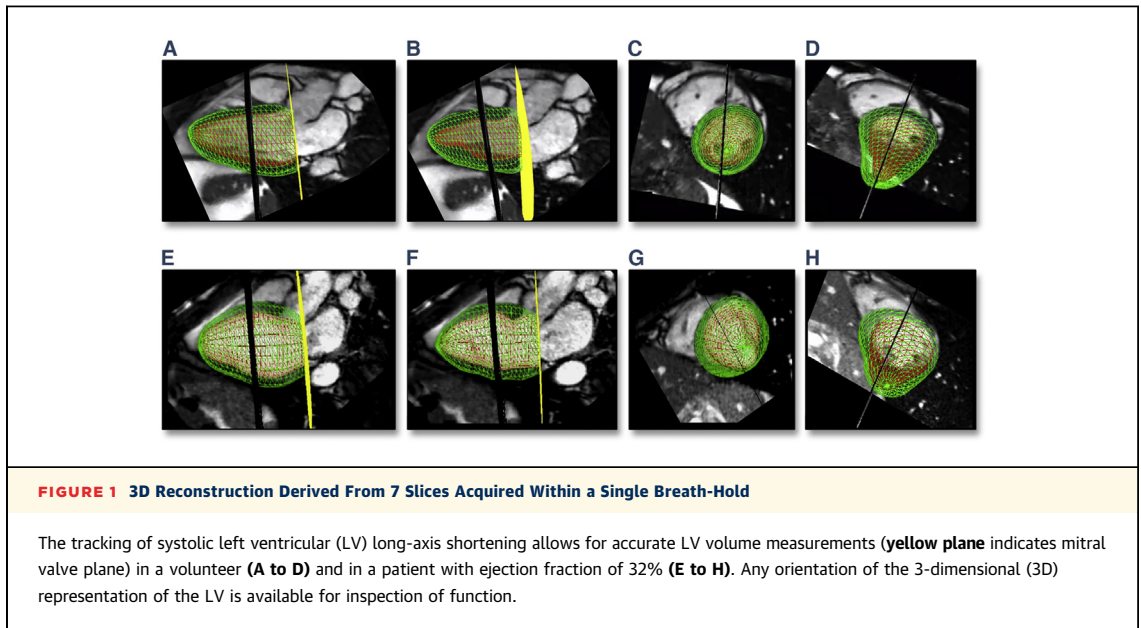 A B C D
E F G H
FIGURE 1 3D Reconstruction Derived From 7 Slices Acquired Within a Single Breath-Hold
The tracking of systolic left ventricular (LV) long-axis shortening allows for accurate LV volume measurements (yellow plane indicates mitral
valve plane) in a volunteer (A to D) and in a patient with ejection fraction of 32% (E to H). Any orientation of the 3-dimensional (3D)
representation of the LV is available for inspection of function.